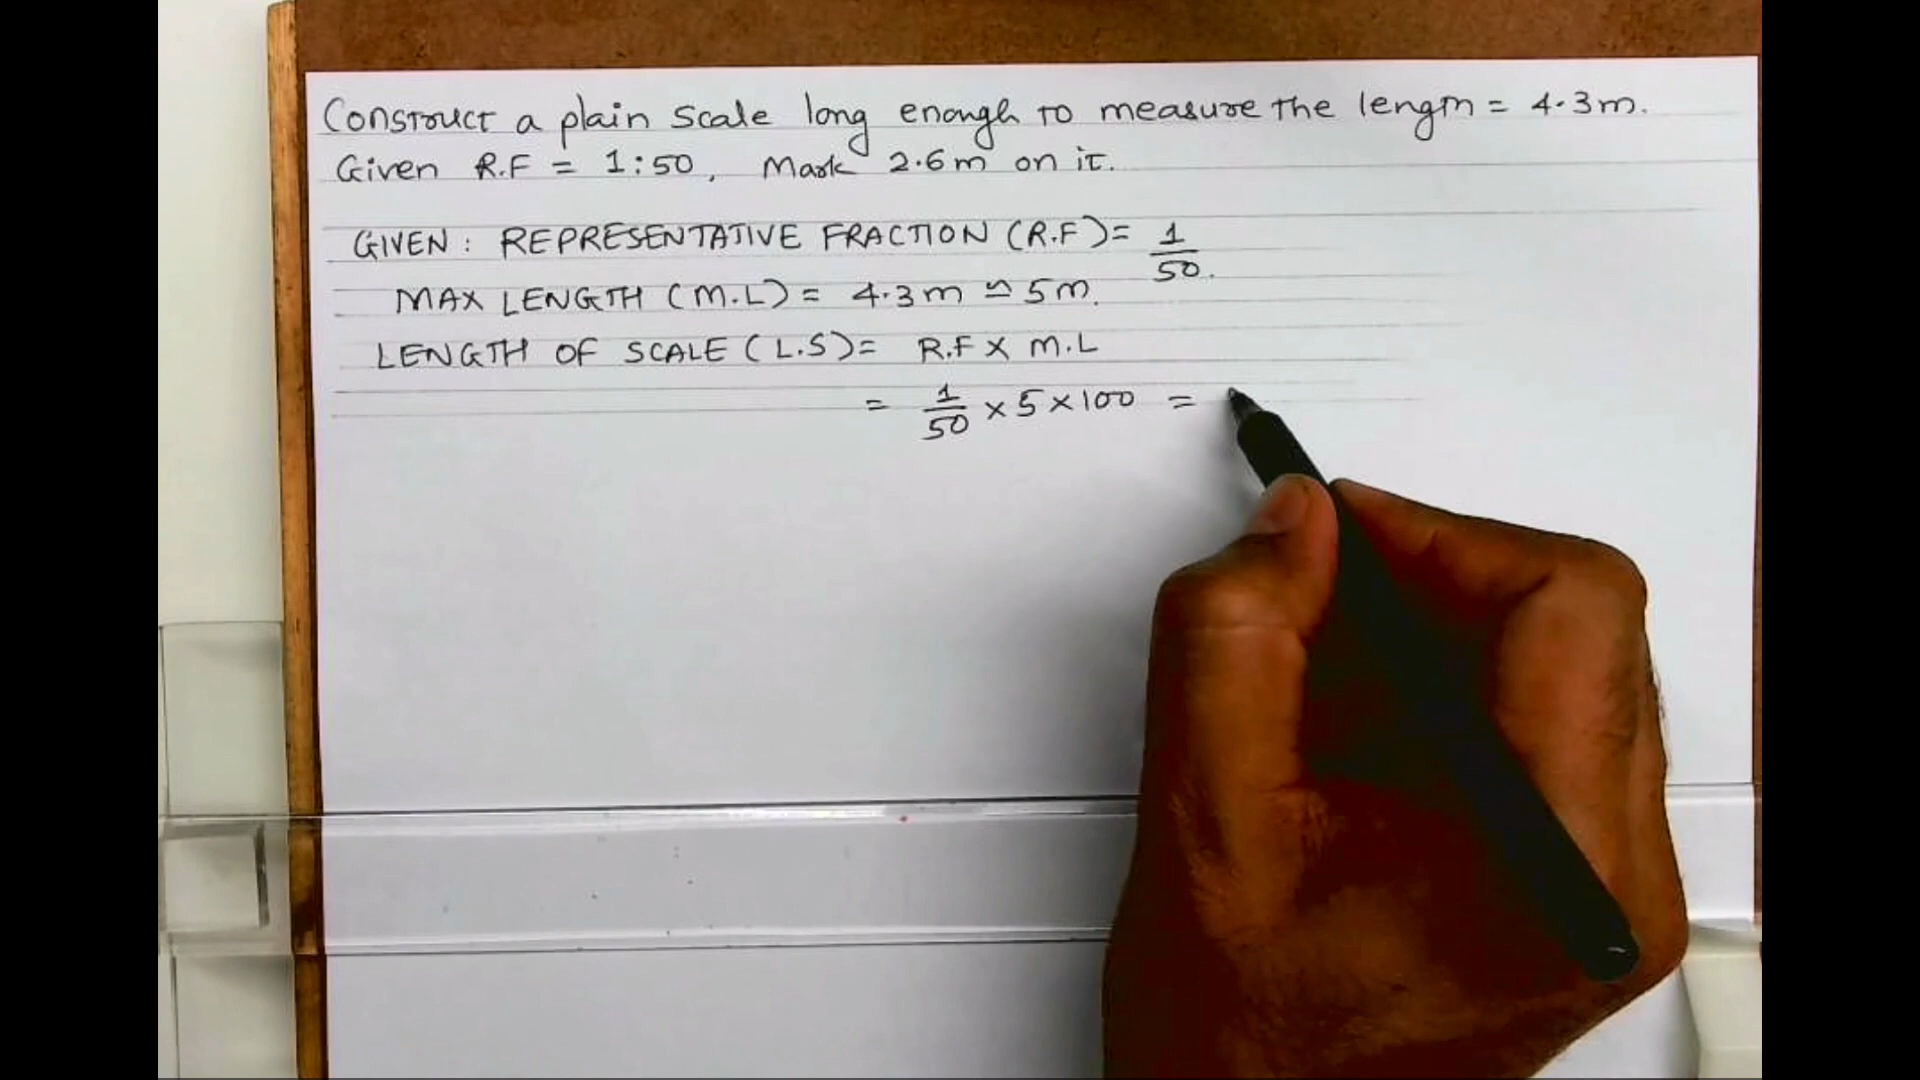 Construct a plain scale long enough to measure the length = 4.3m.
Given R.F = 1:50, Mark 2.6m on it.
GIVEN: REPRESENTATIVE FRACTION (R.F) = 1/50.
MAX LENGTH (M.L) = 4.3m ≃ 5m.
LENGTH OF SCALE (L.S) = R.F X M.L
= 1/50 × 5 × 100 =